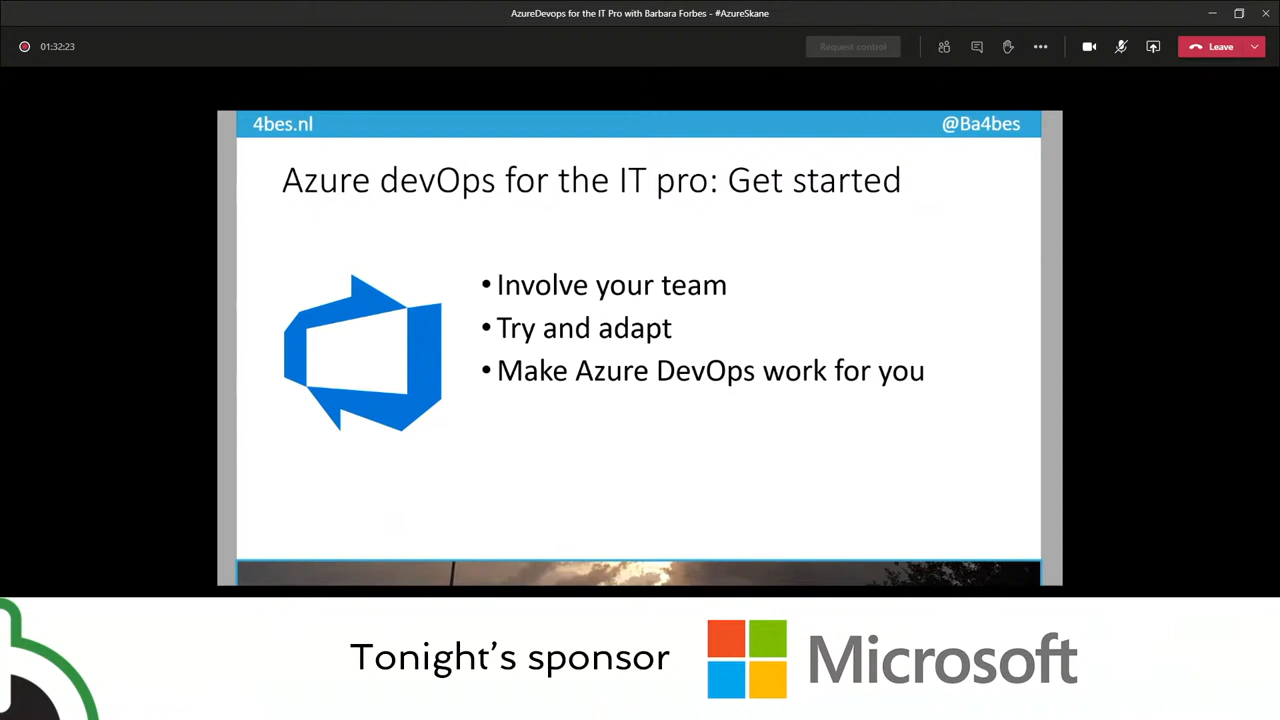 AzureDevops for the IT Pro with Barbara Forbes - #AzureSkane
01:32:23
Request control
Leave
4bes.nl
@Ba4bes
Azure devOps for the IT pro: Get started
• Involve your team
• Try and adapt
• Make Azure DevOps work for you
Tonight's sponsor
Microsoft